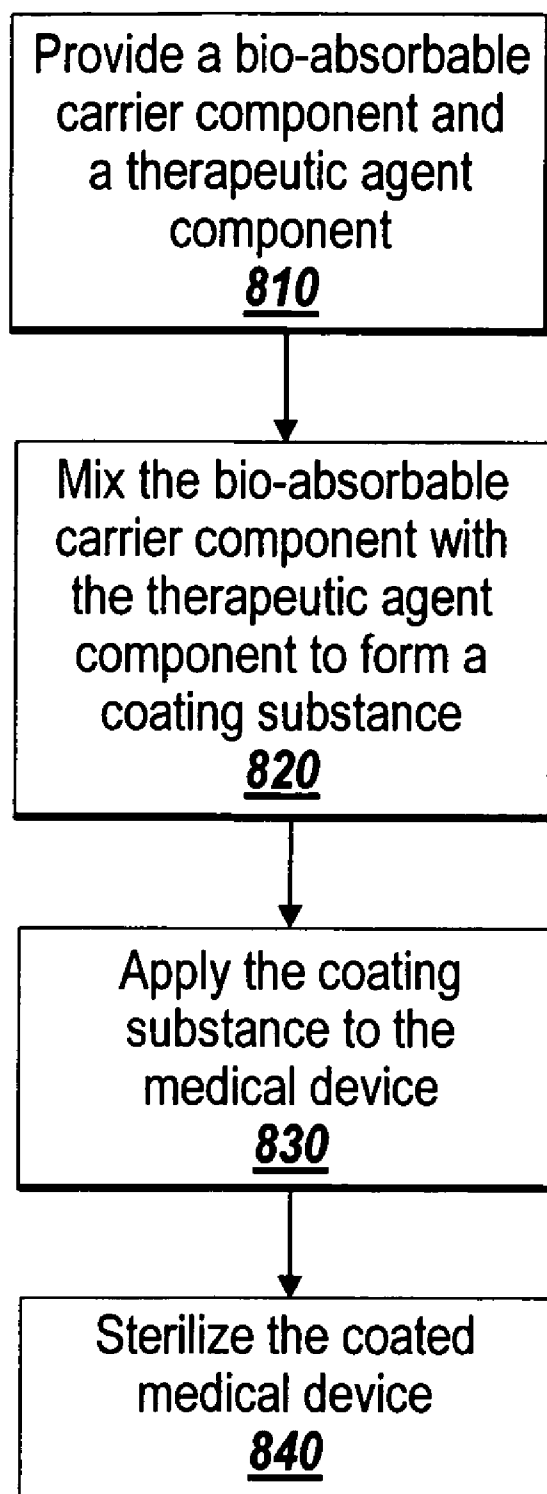 Provide a bio-absorbable
carrier component and
a therapeutic agent
component
810
Mix the bio-absorbable
carrier component with
the therapeutic agent
component to form a
coating substance
820
Apply the coating
substance to the
medical device
830
Sterilize the coated
medical device
840